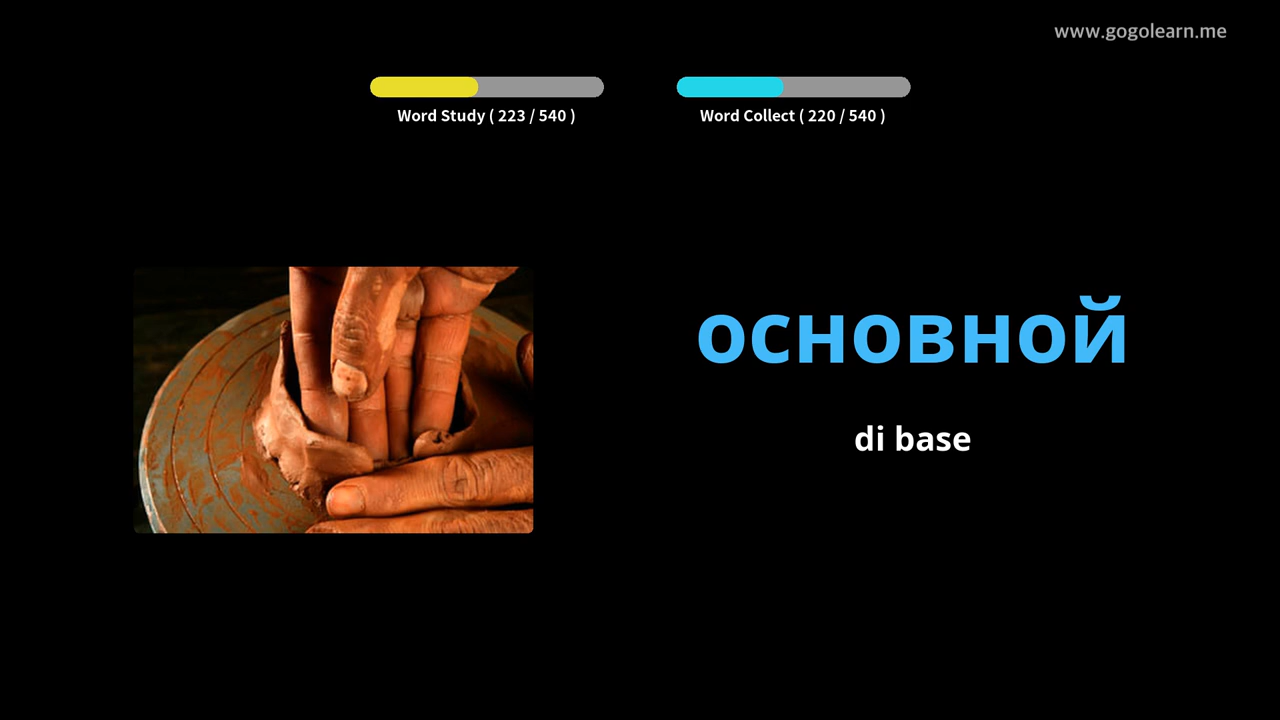 www.gogolearn.me
Word Study ( 223 / 540 )
Word Collect ( 220 / 540 )
основной
di base